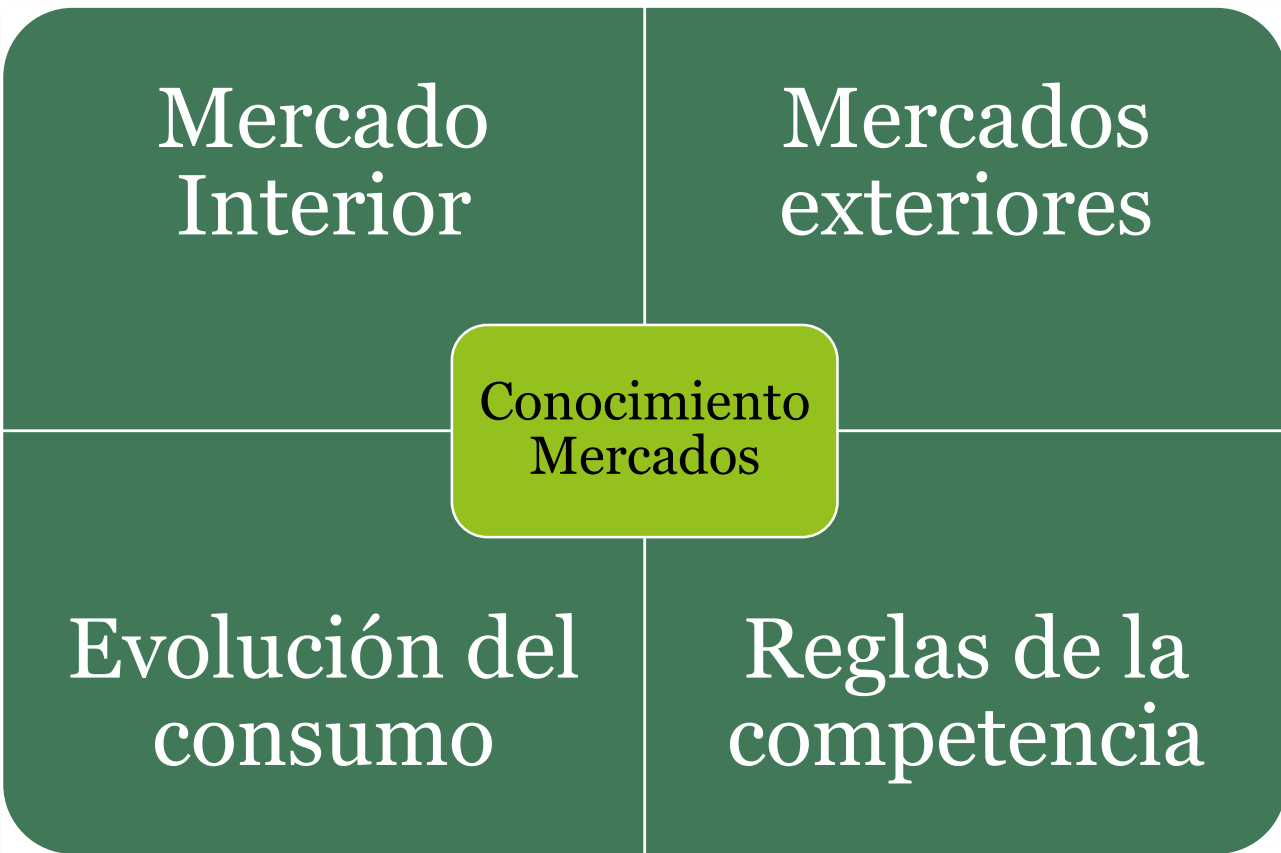 Mercado
Interior
Mercados
exteriores
Conocimiento
Mercados
Evolución del
consumo
Reglas de la
competencia